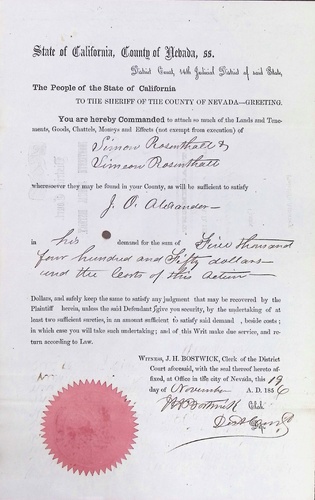 State of California, County of Nevada, ss.
District Court, 14th Judicial District of said State,
The People of the State of California
TO THE SHERIFF OF THE COUNTY OF NEVADA—GREETING.
You are hereby Commanded to attach so much of the Lands and Tene-
ments, Goods, Chattels, Moneys and Effects (not exempt from execution) of
Simon Rosenthall &
Simeon Rosenthall
wheresoever they may be found in your County, as will be sufficient to satisfy
J. O. Alexander
in his demand for the sum of Five thousand
four hundred and Fifty dollars
and the Costs of this Action
Dollars, and safely keep the same to satisfy any judgment that may be recovered by the
Plaintiff herein, unless the said Defendant give you security, by the undertaking of at
least two sufficient sureties, in an amount sufficient to satisfy said demand, beside costs;
in which case you will take such undertaking; and of this Writ make due service, and re-
turn according to Law.
WITNESS, J. H. BOSTWICK, Clerk of the District
Court aforesaid, with the seal thereof hereto af-
fixed, at Office in the city of Nevada, this 19
day of November A. D. 1856
J H Bostwick Clerk